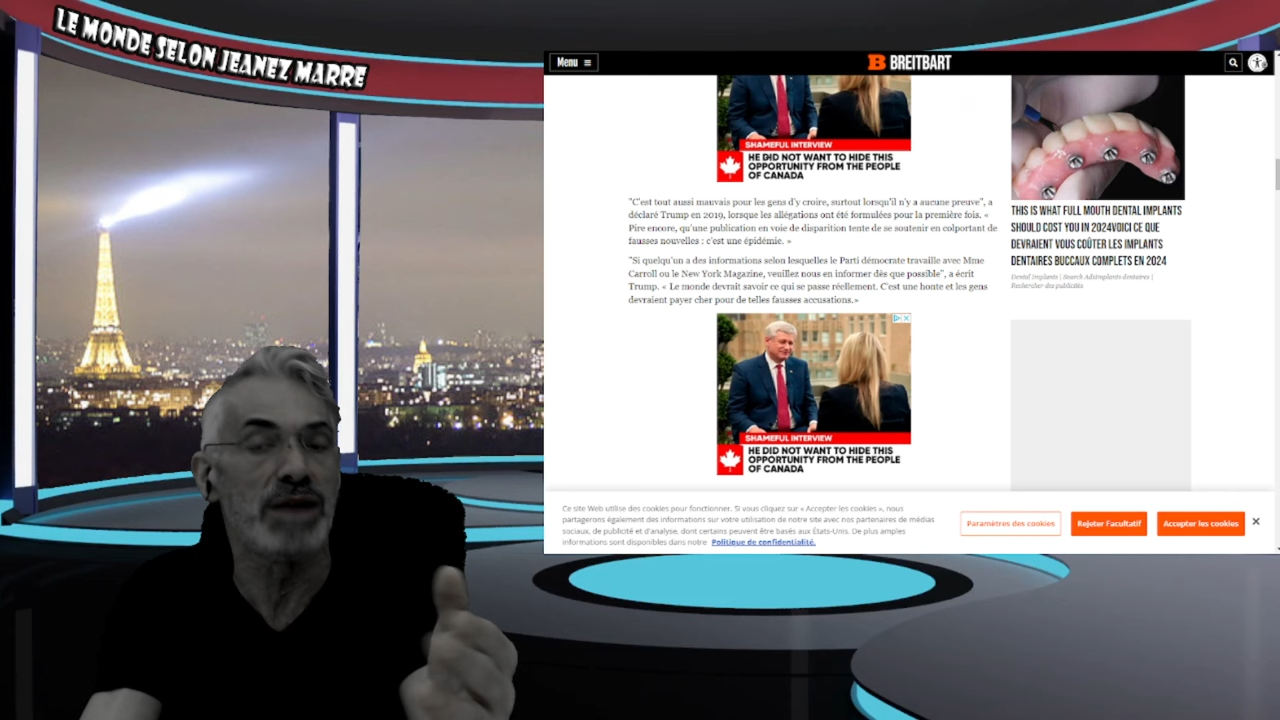 LE MONDE SELON JEANEZ MARRE
Menu
BREITBART
SHAMEFUL INTERVIEW
HE DID NOT WANT TO HIDE THIS
OPPORTUNITY FROM THE PEOPLE
OF CANADA
"C'est tout aussi mauvais pour les gens d'y croire, surtout lorsqu'il n'y a aucune preuve", a
déclaré Trump en 2019, lorsque les allégations ont été formulées pour la première fois. «
Pire encore, qu'une publication en voie de disparition tente de se soutenir en colportant de
fausses nouvelles : c'est une épidémie. »
"Si quelqu'un a des informations selon lesquelles le Parti démocrate travaille avec Mme
Carroll ou le New York Magazine, veuillez nous en informer dès que possible", a écrit
Trump. « Le monde devrait savoir ce qui se passe réellement. C'est une honte et les gens
devraient payer cher pour de telles fausses accusations.»
SHAMEFUL INTERVIEW
HE DID NOT WANT TO HIDE THIS
OPPORTUNITY FROM THE PEOPLE
OF CANADA
THIS IS WHAT FULL MOUTH DENTAL IMPLANTS
SHOULD COST YOU IN 2024VOICI CE QUE
DEVRAIENT VOUS COÛTER LES IMPLANTS
DENTAIRES BUCCAUX COMPLETS EN 2024
Dental Implants | Search AdsImplants dentaires |
Rechercher des publicités
Ce site Web utilise des cookies pour fonctionner. Si vous cliquez sur « Accepter les cookies », nous
partagerons également des informations sur votre utilisation de notre site avec nos partenaires de médias
sociaux, de publicité et d'analyse, dont certains peuvent être basés aux États-Unis. De plus amples
informations sont disponibles dans notre Politique de confidentialité.
Paramètres des cookies
Rejeter Facultatif
Accepter les cookies